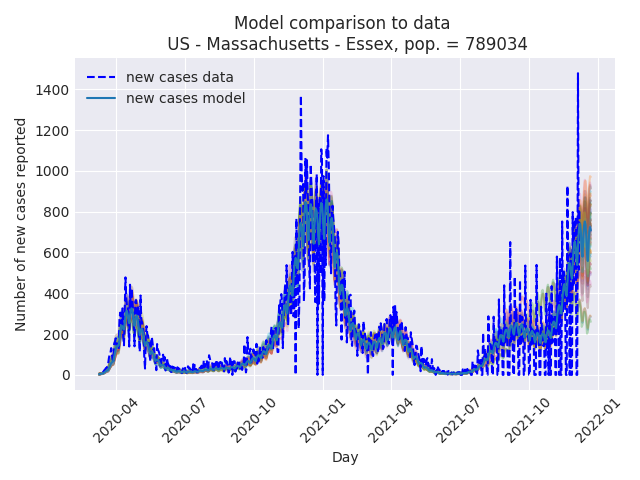 Model comparison to data
US - Massachusetts - Essex, pop. = 789034
new cases data
new cases model
Number of new cases reported
1400
1200
1000
800
600
400
200
0
2020-04
2020-07
2020-10
2021-01
2021-04
2021-07
2021-10
2022-01
Day